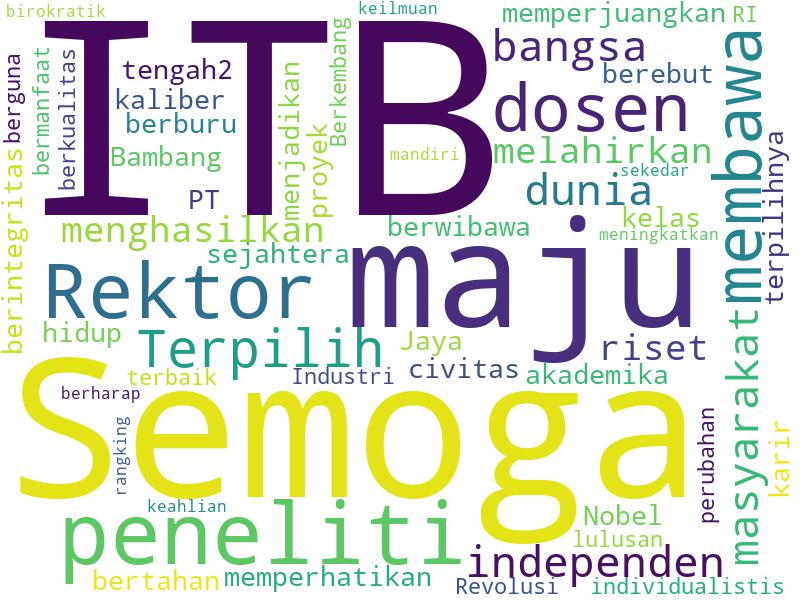 birokratik
keilmuan
memperjuangkan
RI
ITB
bangsa
berguna
bermanfaat
berkualitas
tengah2
kaliber
berburu
Bambang
PT
menjadikan
proyek
Berkembang
mandiri
berebut
dosen
melahirkan
sekedar
dunia
kelas
meningkatkan
membawa
terpilihnya
berintegritas
menghasilkan
berwibawa
sejahtera
Rektor
maju
hidup
Terpilih
Jaya
riset
masyarakat
terbaik
Industri
civitas
akademika
berharap
Semoga
rangking
perubahan
karir
keahlian
peneliti
Nobel
lulusan
independen
bertahan
memperhatikan
Revolusi
individualistis